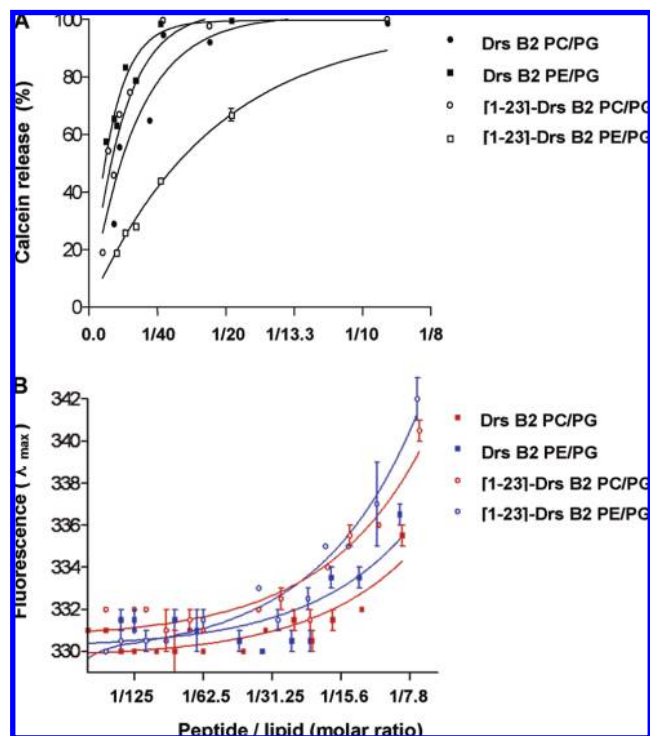 A
100
80
60
40
20
0
Calcein release (%)
0.0 1/40 1/20 1/13.3 1/10 1/8
Drs B2 PC/PG
Drs B2 PE/PG
[1-23]-Drs B2 PC/PG
[1-23]-Drs B2 PE/PG
B
342
340
338
336
334
332
330
Fluorescence (λ max)
1/125 1/62.5 1/31.25 1/15.6 1/7.8
Peptide / lipid (molar ratio)
Drs B2 PC/PG
Drs B2 PE/PG
[1-23]-Drs B2 PC/PG
[1-23]-Drs B2 PE/PG